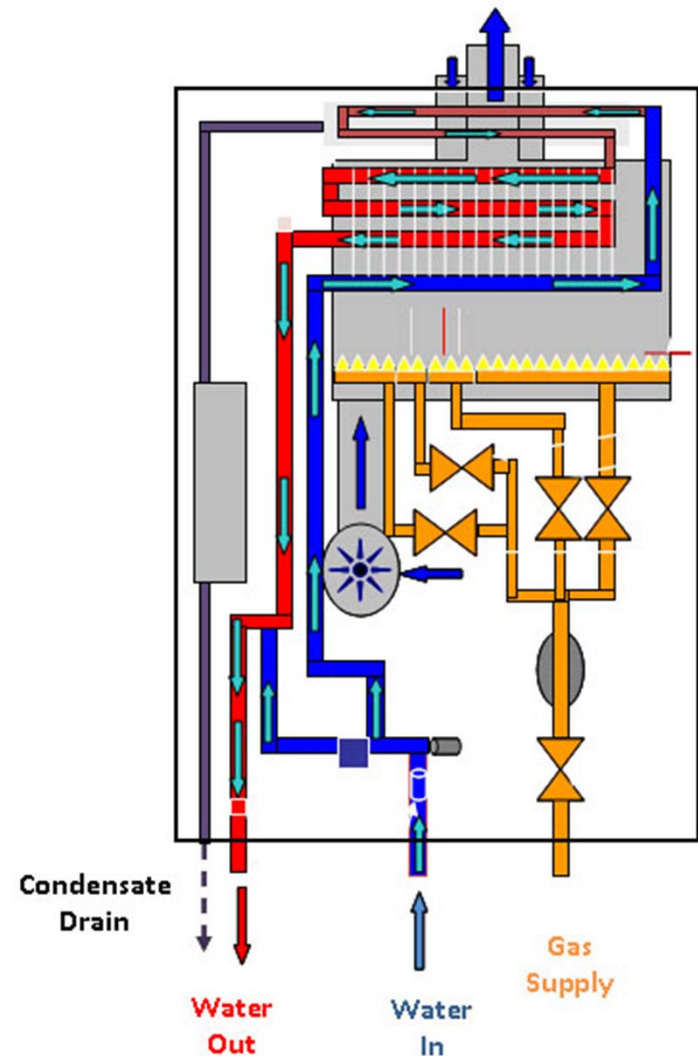 Condensate
Drain
Water
Out
Water
In
Gas
Supply